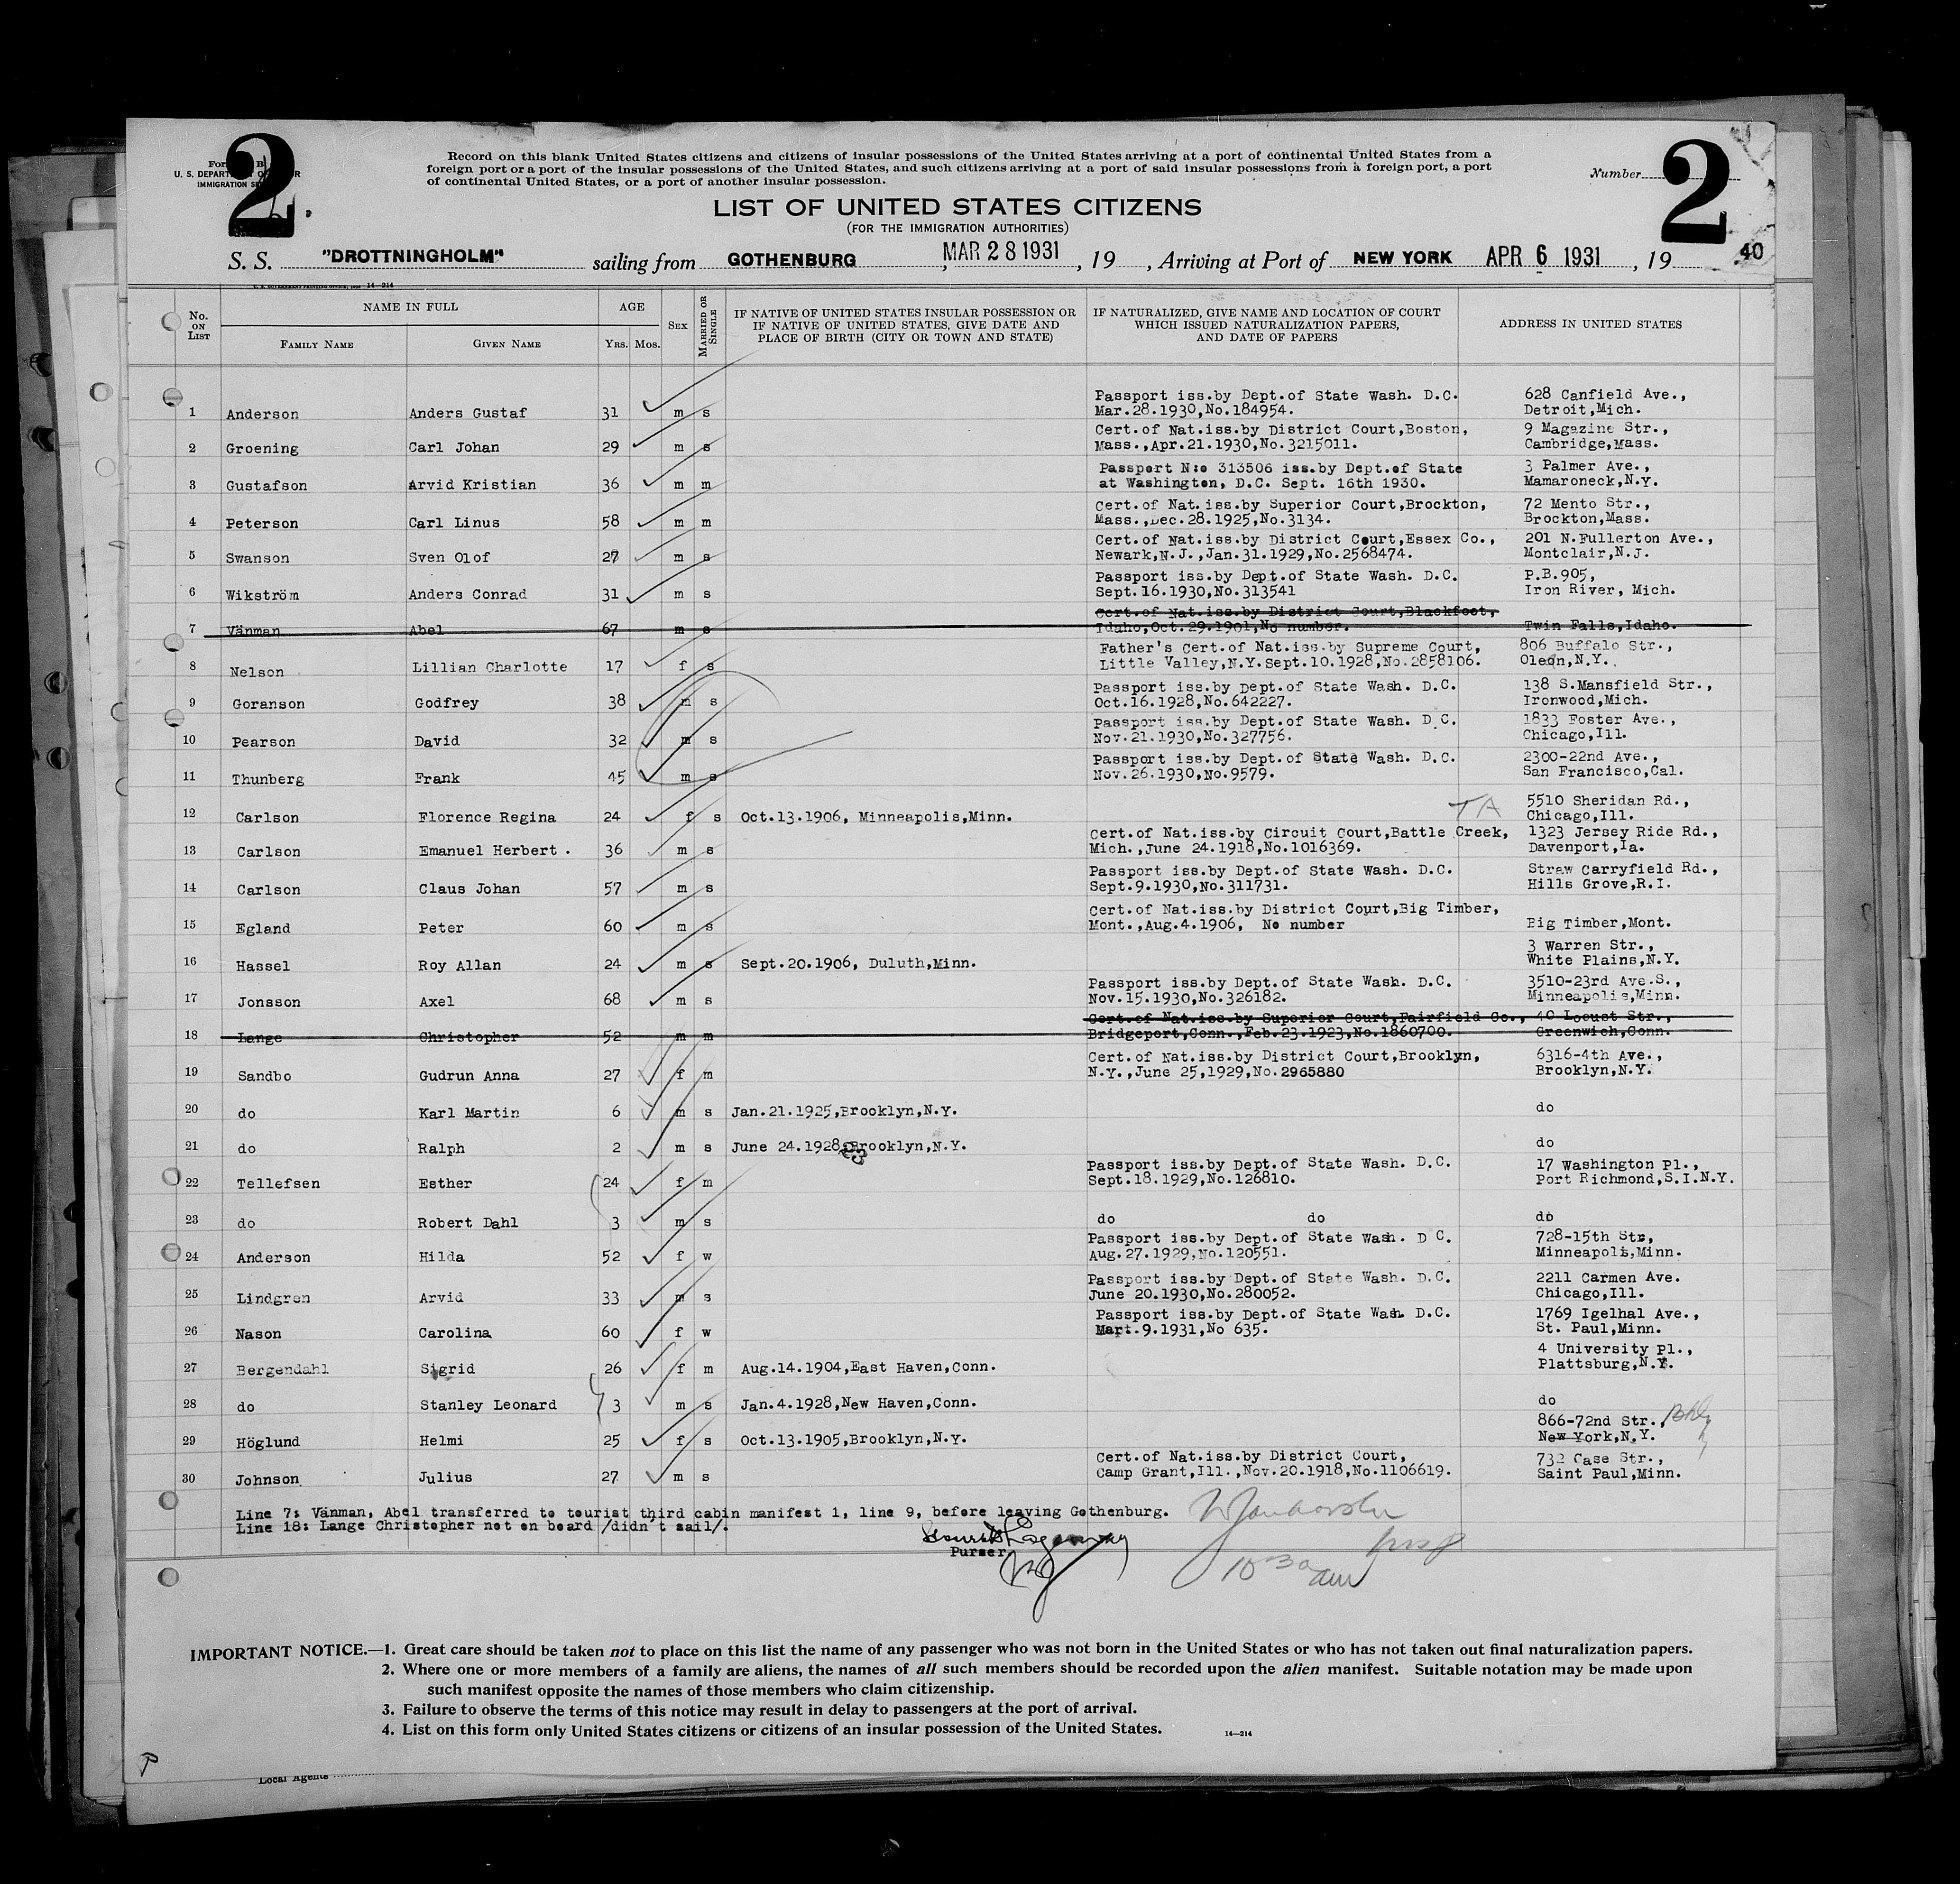 2
2
For B
U. S. DEPART OF OR
IMMIGRATION SE
Record on this blank United States citizens and citizens of insular possessions of the United States arriving at a port of continental United States from a
foreign port or a port of the insular possessions of the United States, and such citizens arriving at a port of said insular possessions from a foreign port, a port
of continental United States, or a port of another insular possession.
Number
LIST OF UNITED STATES CITIZENS
(FOR THE IMMIGRATION AUTHORITIES)
S. S. "DROTTNINGHOLM" sailing from GOTHENBURG, MAR 28 1931, 19, Arriving at Port of NEW YORK APR 6 1931, 19 40
U. S. GOVERNMENT PRINTING OFFICE 14—214
No. ON LIST
NAME IN FULL
FAMILY NAME
GIVEN NAME
AGE
YRS. MOS.
SEX
MARRIED OR SINGLE
IF NATIVE OF UNITED STATES INSULAR POSSESSION OR
IF NATIVE OF UNITED STATES, GIVE DATE AND
PLACE OF BIRTH (CITY OR TOWN AND STATE)
IF NATURALIZED, GIVE NAME AND LOCATION OF COURT
WHICH ISSUED NATURALIZATION PAPERS,
AND DATE OF PAPERS
ADDRESS IN UNITED STATES
Passport iss.by Dept.of State Wash. D.C. 628 Canfield Ave.,
1 Anderson Anders Gustaf 31 m s Mar.28.1930,No.184954. Detroit,Mich.
Cert.of Nat.iss.by District Court,Boston, 9 Magazine Str.,
2 Groening Carl Johan 29 m s Mass.,Apr.21.1930,No.3215011. Cambridge,Mass.
Passport N:o 313506 iss.by Dept.of State 3 Palmer Ave.,
3 Gustafson Arvid Kristian 36 m m at Washington, D.C. Sept. 16th 1930. Mamaroneck,N.Y.
Cert.of Nat.iss.by Superior Court,Brockton, 72 Mento Str.,
4 Peterson Carl Linus 58 m m Mass.,Dec.28.1925,No.3134. Brockton,Mass.
Cert.of Nat.iss.by District Court,Essex Co., 201 N.Fullerton Ave.,
5 Swanson Sven Olof 27 m s Newark,N.J.,Jan.31.1929,No.2568474. Montclair,N.J.
Passport iss.by Dept.of State Wash. D.C. P.B.905,
6 Wikström Anders Conrad 31 m s Sept.16.1930,No.313541 Iron River, Mich.
Cert.of Nat.iss.by District Court,Blackfoot,
7 Vänman Abel 67 m s Idaho,Oct.29.1901,No number. Twin Falls,Idaho.
Father's Cert.of Nat.iss.by Supreme Court, 806 Buffalo Str.,
8 Nelson Lillian Charlotte 17 f s Little Valley,N.Y.Sept.10.1928,No.2858106. Olean,N.Y.
Passport iss.by Dept.of State Wash. D.C. 138 S.Mansfield Str.,
9 Goranson Godfrey 38 m s Oct.16.1928,No.642227. Ironwood,Mich.
Passport iss.by Dept.of State Wash. D.C. 1833 Foster Ave.,
10 Pearson David 32 m s Nov.21.1930,No.327756. Chicago,Ill.
Passport iss.by Dept.of State Wash. D.C. 2300-22nd Ave.,
11 Thunberg Frank 45 m s Nov.26.1930,No.9579. San Francisco,Cal.
TA 5510 Sheridan Rd.,
12 Carlson Florence Regina 24 f s Oct.13.1906, Minneapolis,Minn. Chicago,Ill.
Cert.of Nat.iss.by Circuit Court,Battle Creek, 1323 Jersey Ride Rd.,
13 Carlson Emanuel Herbert. 36 m s Mich.,June 24.1918,No.1016369. Davenport,Ia.
Passport iss.by Dept.of State Wash. D.C. Straw Carryfield Rd.,
14 Carlson Claus Johan 57 m s Sept.9.1930,No.311731. Hills Grove,R.I.
Cert.of Nat.iss.by District Court,Big Timber,
15 Egland Peter 60 m s Mont.,Aug.4.1906, No number Big Timber,Mont.
3 Warren Str.,
16 Hassel Roy Allan 24 m s Sept.20.1906, Duluth,Minn. White Plains,N.Y.
Passport iss.by Dept.of State Wash. D.C. 3510-23rd Ave.S.,
17 Jonsson Axel 68 m s Nov.15.1930,No.326182. Minneapolis,Minn.
Cert.of Nat.iss.by Superior Court,Fairfield Co., 40 Locust Str.,
18 Lange Christopher 52 m m Bridgeport,Conn.,Feb.23.1923,No.1860700. Greenwich,Conn.
Cert.of Nat.iss.by District Court,Brooklyn, 6316-4th Ave.,
19 Sandbo Gudrun Anna 27 f m N.Y.,June 25,1929,No.2965880 Brooklyn,N.Y.
20 do Karl Martin 6 m s Jan.21.1925,Brooklyn,N.Y. do
21 do Ralph 2 m s June 24.1928,Brooklyn,N.Y. do
Passport iss.by Dept.of State Wash. D.C. 17 Washington Pl.,
22 Tellefsen Esther 24 f m Sept.18.1929,No.126810. Port Richmond,S.I.N.Y.
23 do Robert Dahl 3 m s do do do
Passport iss.by Dept.of State Wash. D C. 728-15th Str,
24 Anderson Hilda 52 f w Aug.27.1929,No.120551. Minneapolis,Minn.
Passport iss.by Dept.of State Wash. D.C. 2211 Carmen Ave.
25 Lindgren Arvid 33 m s June 20.1930,No.280052. Chicago,Ill.
Passport iss.by Dept.of State Wash D.C. 1769 Igelhal Ave.,
26 Nason Carolina 60 f w Mar.9.1931,No 635. St. Paul,Minn.
4 University Pl.,
27 Bergendahl Sigrid 26 f m Aug.14.1904,East Haven,Conn. Plattsburg,N.Y.
28 do Stanley Leonard 3 m s Jan.4.1928,New Haven,Conn. do
866-72nd Str., Bkly
29 Höglund Helmi 25 f s Oct.13.1905,Brooklyn,N.Y. New York,N.Y.
Cert.of Nat.iss.by District Court, 732 Case Str.,
30 Johnson Julius 27 m s Camp Grant,Ill.,Nov.20.1918,No.1106619. Saint Paul,Minn.
Line 7: Vänman, Abel transferred to tourist third cabin manifest 1, line 9, before leaving Gothenburg.
Line 18: Lange Christopher not on board /didn't sail/.
Purser
10 30 am
IMPORTANT NOTICE.—1. Great care should be taken not to place on this list the name of any passenger who was not born in the United States or who has not taken out final naturalization papers.
2. Where one or more members of a family are aliens, the names of all such members should be recorded upon the alien manifest. Suitable notation may be made upon
such manifest opposite the names of those members who claim citizenship.
3. Failure to observe the terms of this notice may result in delay to passengers at the port of arrival.
4. List on this form only United States citizens or citizens of an insular possession of the United States.
14—214
Local Agents